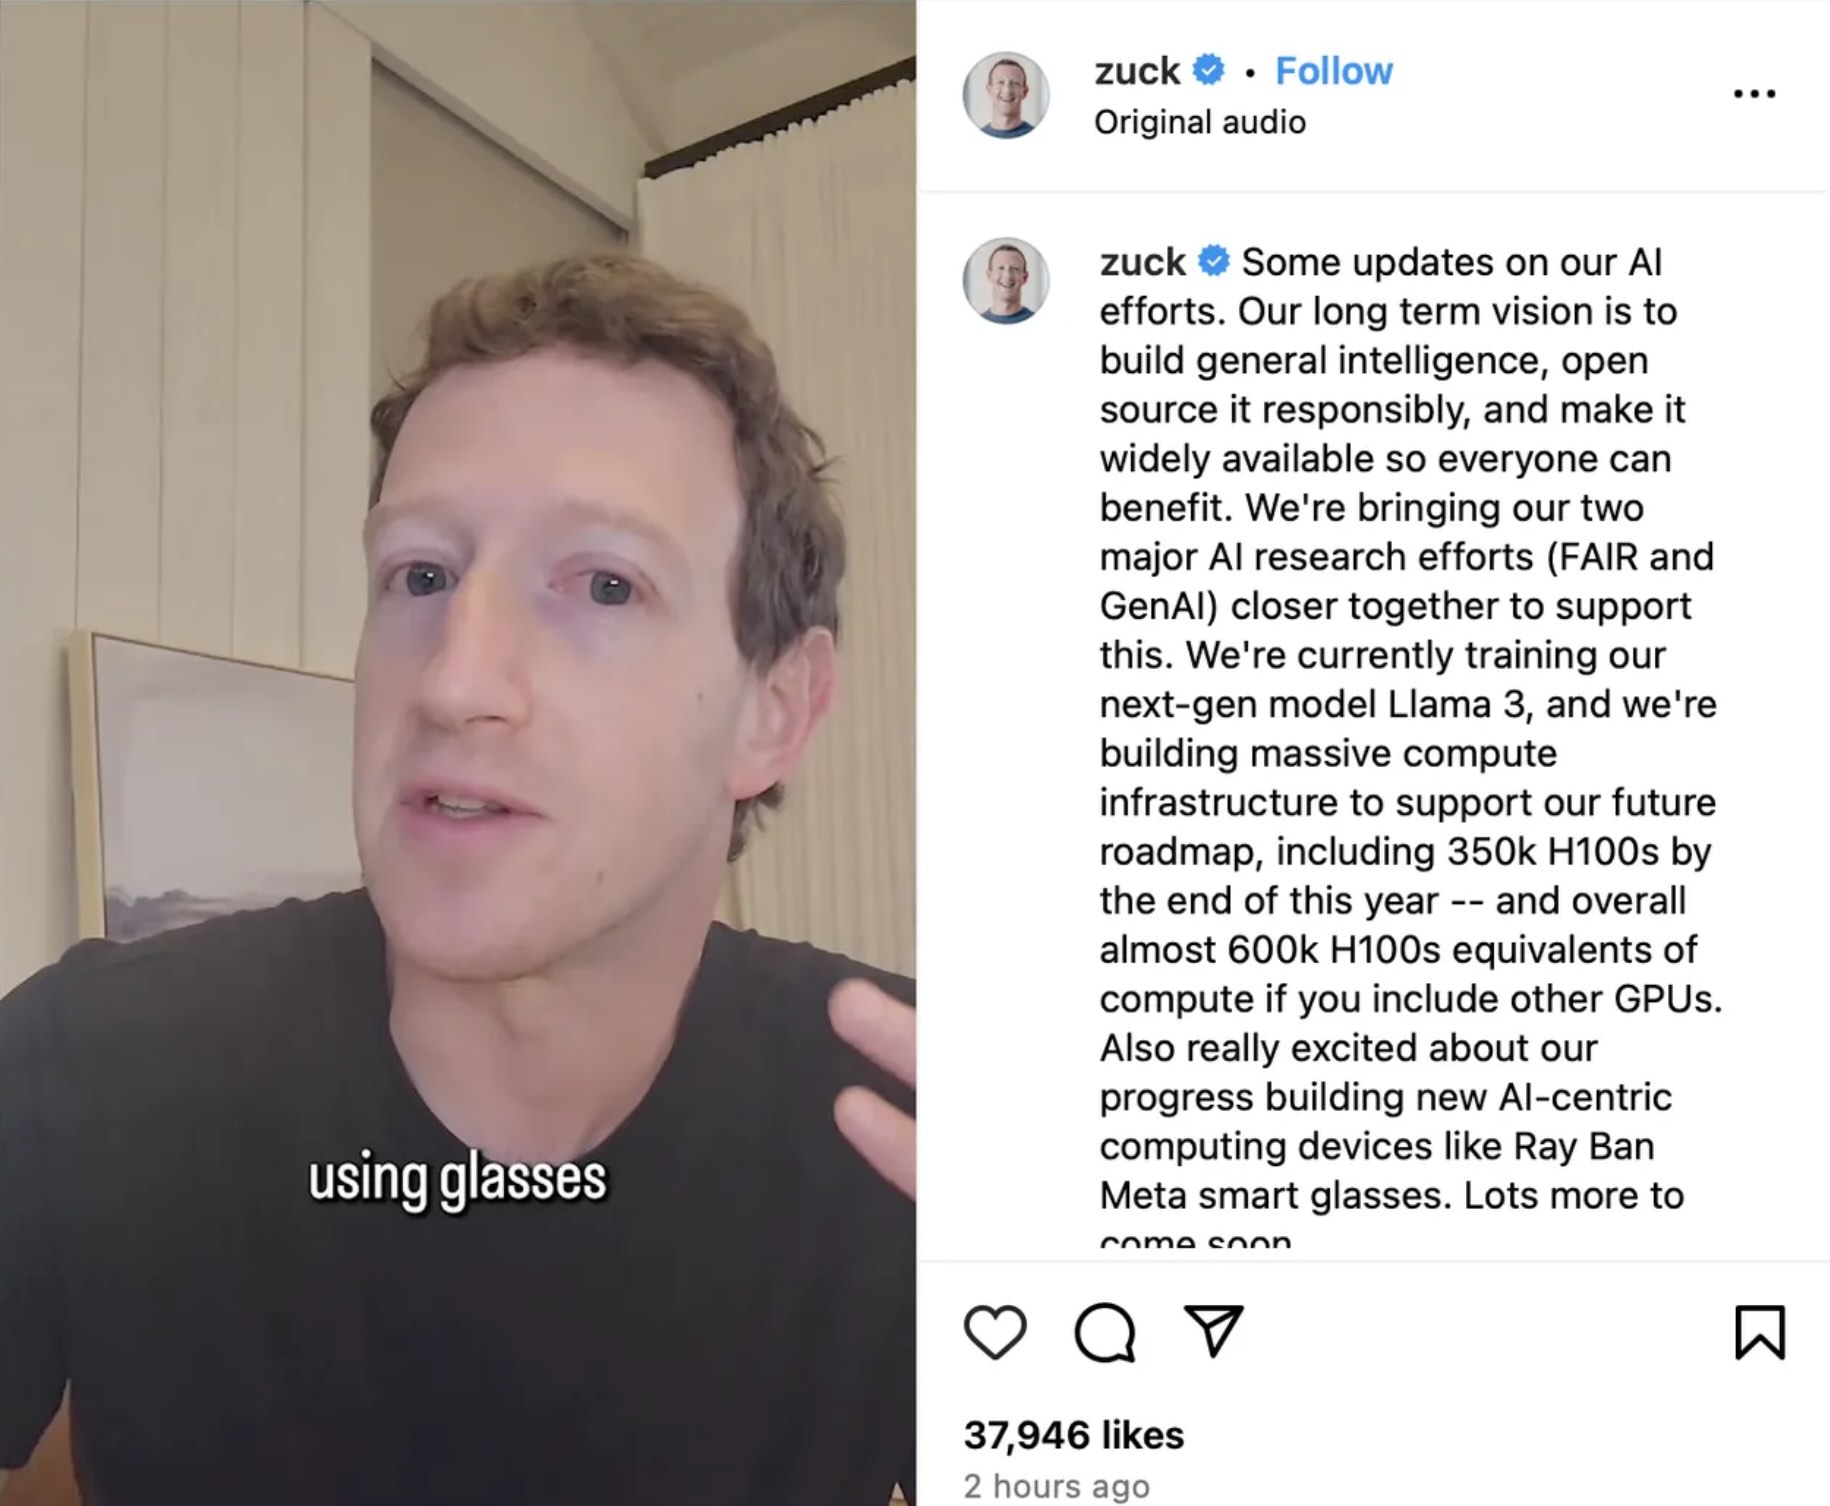 using glasses
zuck • Follow
Original audio
zuck Some updates on our AI
efforts. Our long term vision is to
build general intelligence, open
source it responsibly, and make it
widely available so everyone can
benefit. We're bringing our two
major AI research efforts (FAIR and
GenAI) closer together to support
this. We're currently training our
next-gen model Llama 3, and we're
building massive compute
infrastructure to support our future
roadmap, including 350k H100s by
the end of this year -- and overall
almost 600k H100s equivalents of
compute if you include other GPUs.
Also really excited about our
progress building new AI-centric
computing devices like Ray Ban
Meta smart glasses. Lots more to
come soon
37,946 likes
2 hours ago